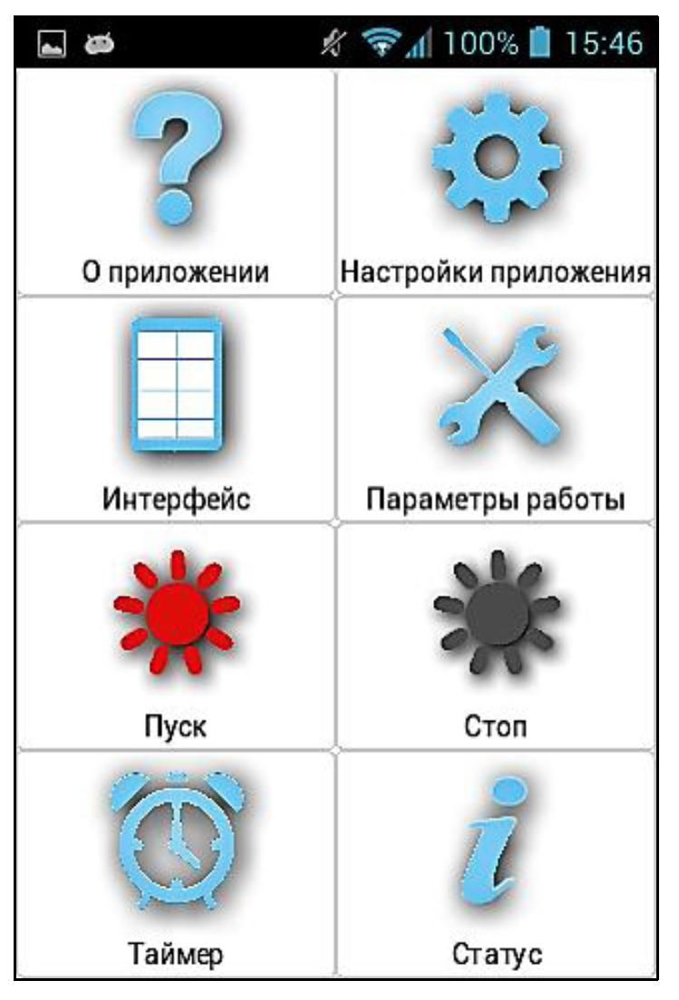 100% 15:46
О приложении
Настройки приложения
Интерфейс
Параметры работы
Пуск
Стоп
Таймер
Статус